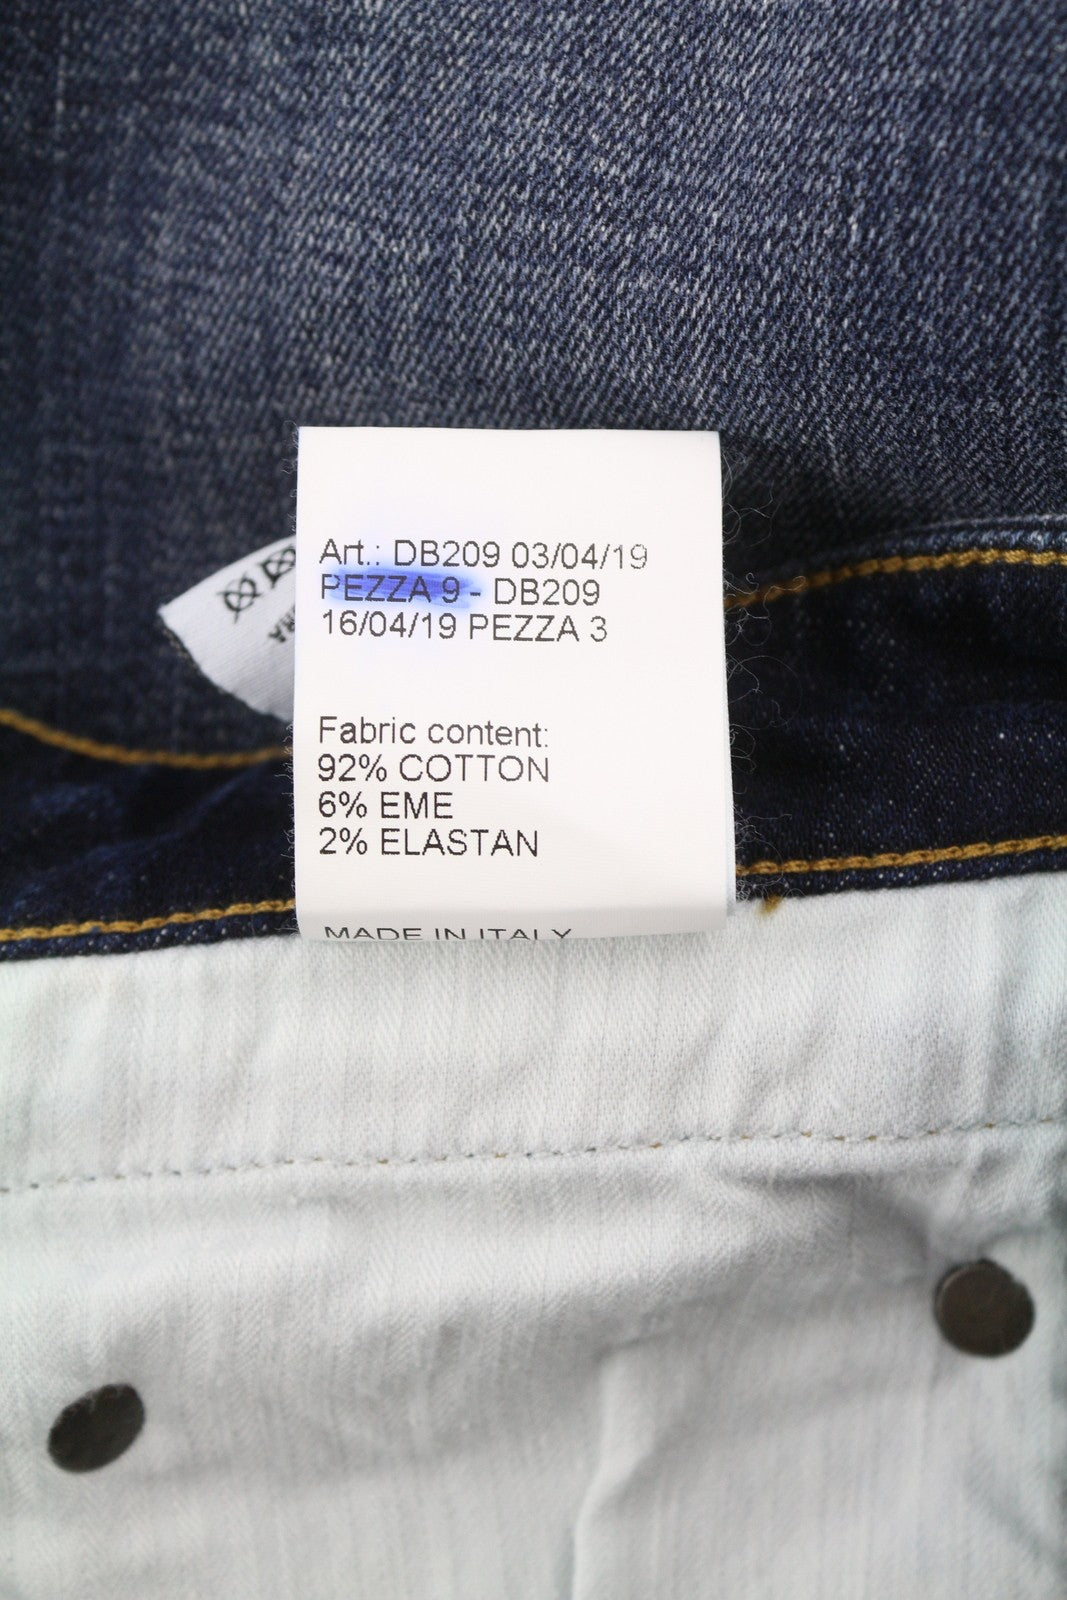 Art.: DB209 03/04/19
PEZZA 9 - DB209
16/04/19 PEZZA 3
Fabric content:
92% COTTON
6% EME
2% ELASTAN
MADE IN ITALY